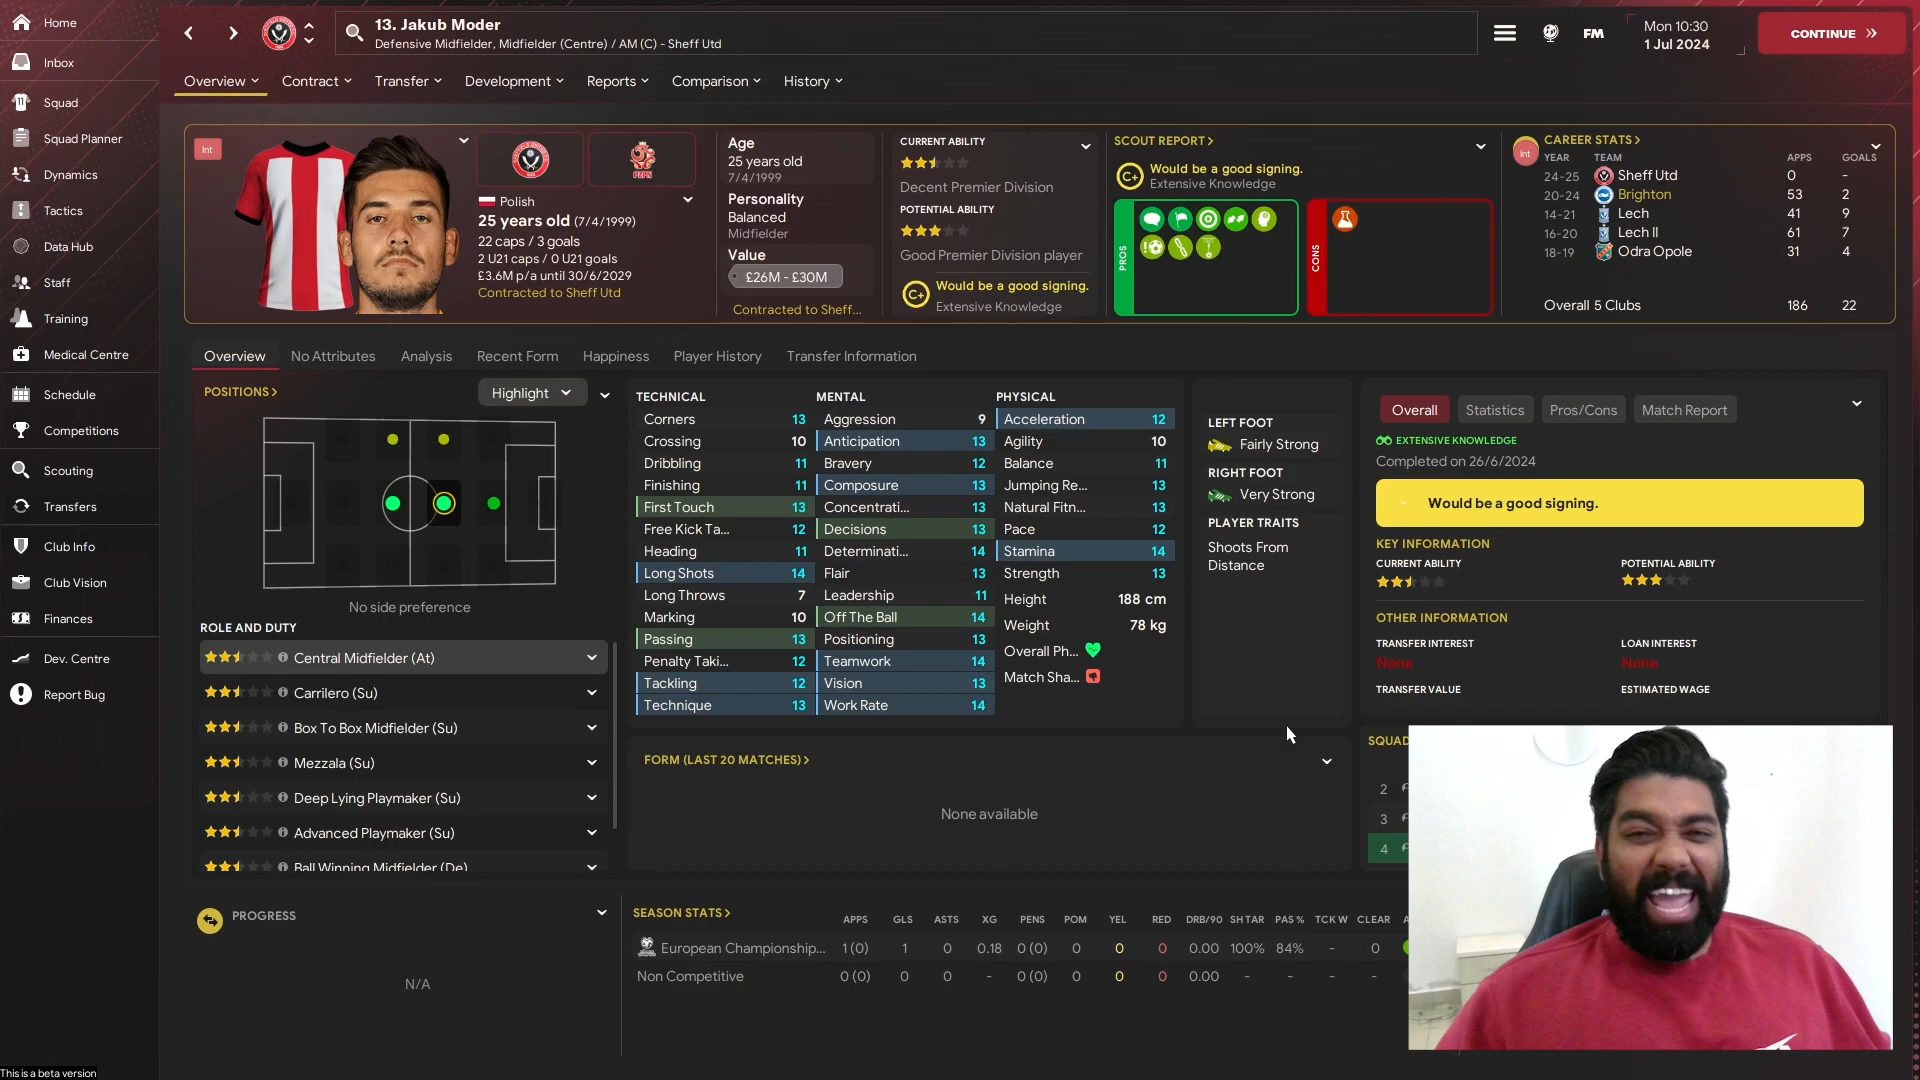 Home
Inbox
Squad
Squad Planner
Dynamics
Tactics
Data Hub
Staff
Training
Medical Centre
Schedule
Competitions
Scouting
Transfers
Club Info
Club Vision
Finances
Dev. Centre
Report Bug
This is a beta version
13. Jakub Moder
Defensive Midfielder, Midfielder (Centre) / AM (C) - Sheff Utd
FM
Mon 10:30
1 Jul 2024
CONTINUE
Overview Contract Transfer Development Reports Comparison History
Int
PZPN
Polish
25 years old (7/4/1999)
22 caps / 3 goals
2 U21 caps / 0 U21 goals
£3.6M p/a until 30/6/2029
Contracted to Sheff Utd
Age
25 years old
7/4/1999
Personality
Balanced
Midfielder
Value
£26M - £30M
Contracted to Sheff...
CURRENT ABILITY
Decent Premier Division
POTENTIAL ABILITY
Good Premier Division player
C+ Would be a good signing.
Extensive Knowledge
SCOUT REPORT >
C+ Would be a good signing.
Extensive Knowledge
PROS
CONS
Int
CAREER STATS >
YEAR TEAM APPS GOALS
24-25 Sheff Utd 0 -
20-24 Brighton 53 2
14-21 Lech 41 9
16-20 Lech II 61 7
18-19 Odra Opole 31 4
Overall 5 Clubs 186 22
Overview No Attributes Analysis Recent Form Happiness Player History Transfer Information
POSITIONS >
Highlight
No side preference
ROLE AND DUTY
Central Midfielder (At)
Carrilero (Su)
Box To Box Midfielder (Su)
Mezzala (Su)
Deep Lying Playmaker (Su)
Advanced Playmaker (Su)
Ball Winning Midfielder (De)
TECHNICAL
Corners 13
Crossing 10
Dribbling 11
Finishing 11
First Touch 13
Free Kick Ta... 12
Heading 11
Long Shots 14
Long Throws 7
Marking 10
Passing 13
Penalty Taki... 12
Tackling 12
Technique 13
MENTAL
Aggression 9
Anticipation 13
Bravery 12
Composure 13
Concentrati... 13
Decisions 13
Determinati... 14
Flair 13
Leadership 11
Off The Ball 14
Positioning 13
Teamwork 14
Vision 13
Work Rate 14
PHYSICAL
Acceleration 12
Agility 10
Balance 11
Jumping Re... 13
Natural Fitn... 13
Pace 12
Stamina 14
Strength 13
Height 188 cm
Weight 78 kg
Overall Ph...
Match Sha...
LEFT FOOT
Fairly Strong
RIGHT FOOT
Very Strong
PLAYER TRAITS
Shoots From
Distance
Overall Statistics Pros/Cons Match Report
EXTENSIVE KNOWLEDGE
Completed on 26/6/2024
- Would be a good signing.
KEY INFORMATION
CURRENT ABILITY POTENTIAL ABILITY
OTHER INFORMATION
TRANSFER INTEREST LOAN INTEREST
None None
TRANSFER VALUE ESTIMATED WAGE
FORM (LAST 20 MATCHES) >
None available
SQUAD
2
3
4
PROGRESS
N/A
SEASON STATS > APPS GLS ASTS XG PENS POM YEL RED DRB/90 SH TAR PAS % TCK W CLEAR
European Championship... 1 (0) 1 0 0.18 0 (0) 0 0 0 0.00 100% 84% - 0
Non Competitive 0 (0) 0 0 - 0 (0) 0 0 0 0.00 - - - -